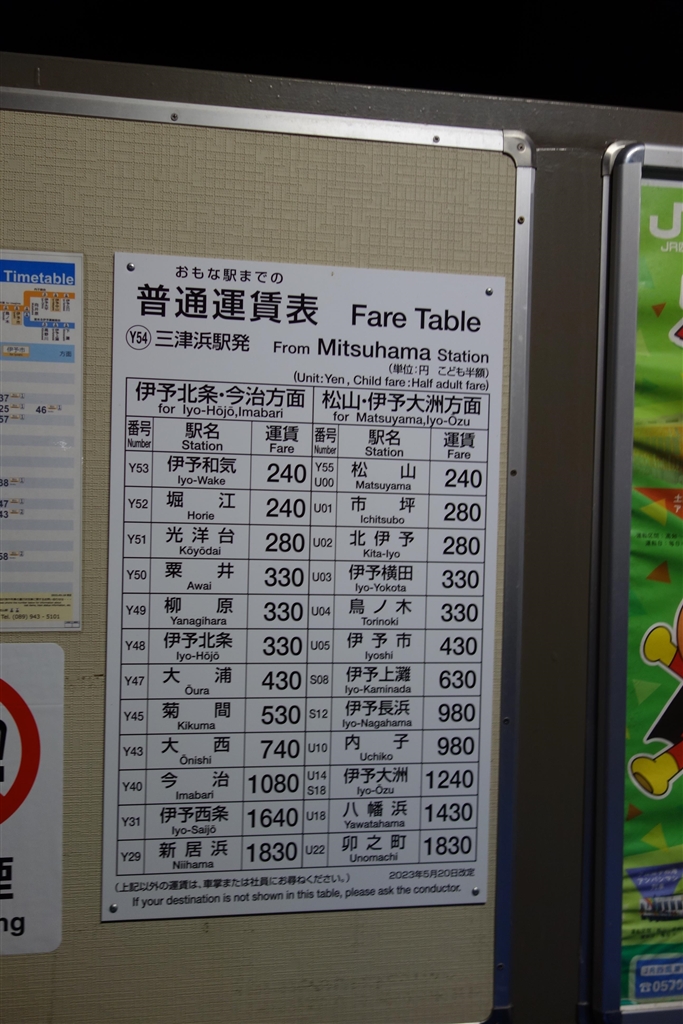 おもな駅までの
普通運賃表 Fare Table
Y54 三津浜駅発 From Mitsuhama Station
(単位:円 こども半額)
(Unit:Yen, Child fare:Half adult fare)
伊予北条・今治方面 松山・伊予大洲方面
for Iyo-Hōjō,Imabari for Matsuyama,Iyo-Ōzu
番号 駅名 運賃 番号 駅名 運賃
Number Station Fare Number Station Fare
Y53 伊予和気 240 Y55 松山 240
Iyo-Wake U00 Matsuyama
Y52 堀江 240 U01 市坪 280
Horie Ichitsubo
Y51 光洋台 280 U02 北伊予 280
Kōyōdai Kita-Iyo
Y50 粟井 330 U03 伊予横田 330
Awai Iyo-Yokota
Y49 柳原 330 U04 鳥ノ木 330
Yanagihara Torinoki
Y48 伊予北条 330 U05 伊予市 430
Iyo-Hōjō Iyoshi
Y47 大浦 430 S08 伊予上灘 630
Ōura Iyo-Kaminada
Y45 菊間 530 S12 伊予長浜 980
Kikuma Iyo-Nagahama
Y43 大西 740 U10 内子 980
Ōnishi Uchiko
Y40 今治 1080 U14 伊予大洲 1240
Imabari S18 Iyo-Ōzu
Y31 伊予西条 1640 U18 八幡浜 1430
Iyo-Saijō Yawatahama
Y29 新居浜 1830 U22 卯之町 1830
Niihama Unomachi
(上記以外の運賃は、車掌または社員にお尋ねください。) 2023年5月20日改定
If your destination is not shown in this table, please ask the conductor.
Timetable
方面
46
Tel. (089) 943-5101
ng
J
JR
0570